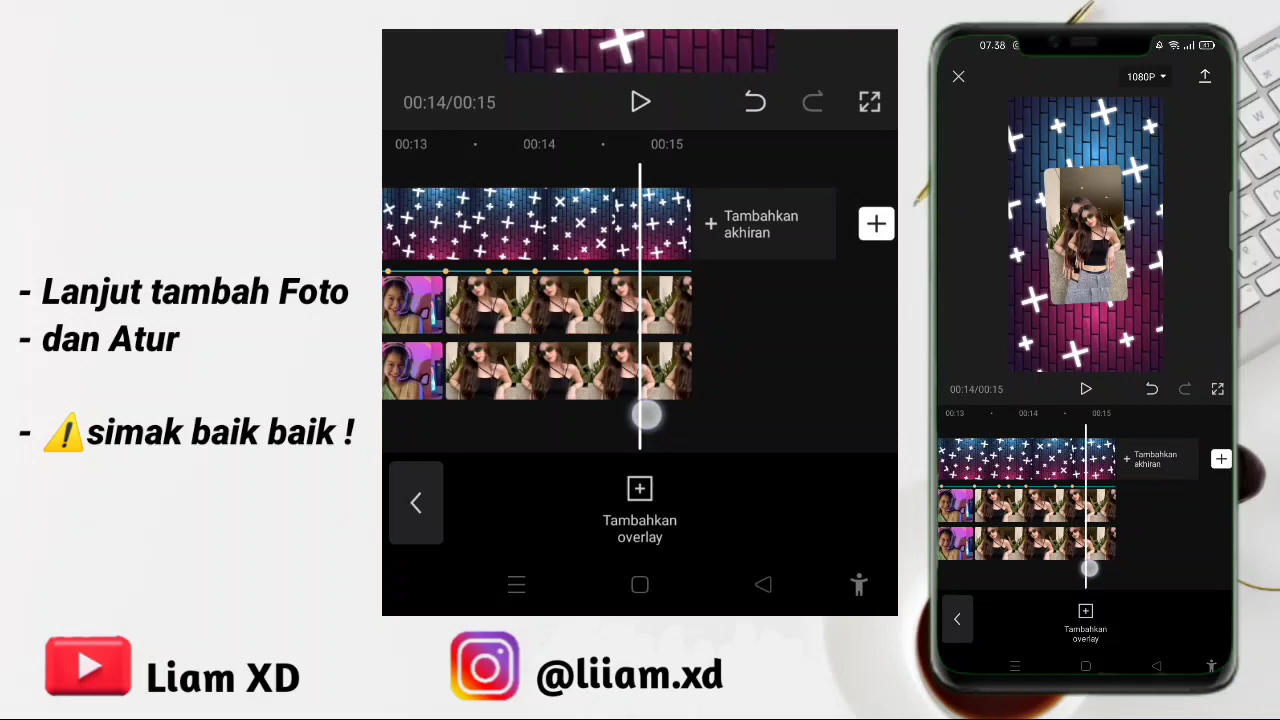 - Lanjut tambah Foto
- dan Atur
- ⚠️simak baik baik !
Liam XD
@liiam.xd
00:14/00:15
00:13
00:14
00:15
+ Tambahkan
akhiran
Tambahkan
overlay
07.38
1080P
00:14/00:15
00:13
00:14
00:15
+ Tambahkan
akhiran
Tambahkan
overlay